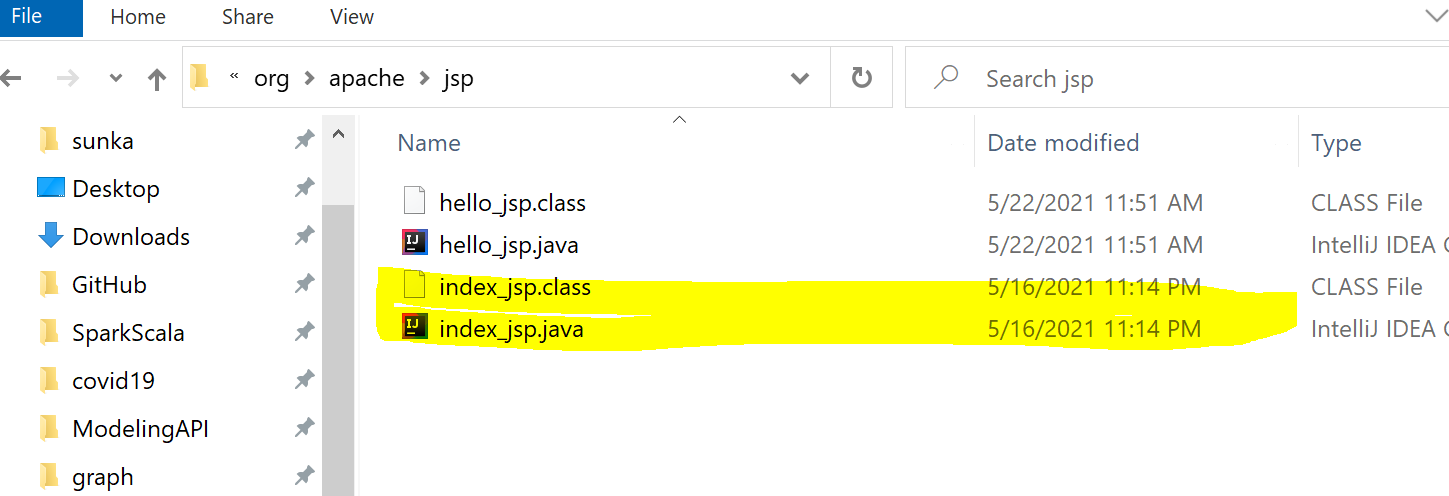 File Home Share View
« org > apache > jsp Search jsp
Name Date modified Type
sunka
Desktop
Downloads
GitHub
SparkScala
covid19
ModelingAPI
graph
hello_jsp.class 5/22/2021 11:51 AM CLASS File
hello_jsp.java 5/22/2021 11:51 AM IntelliJ IDEA C
index_jsp.class 5/16/2021 11:14 PM CLASS File
index_jsp.java 5/16/2021 11:14 PM IntelliJ IDEA C